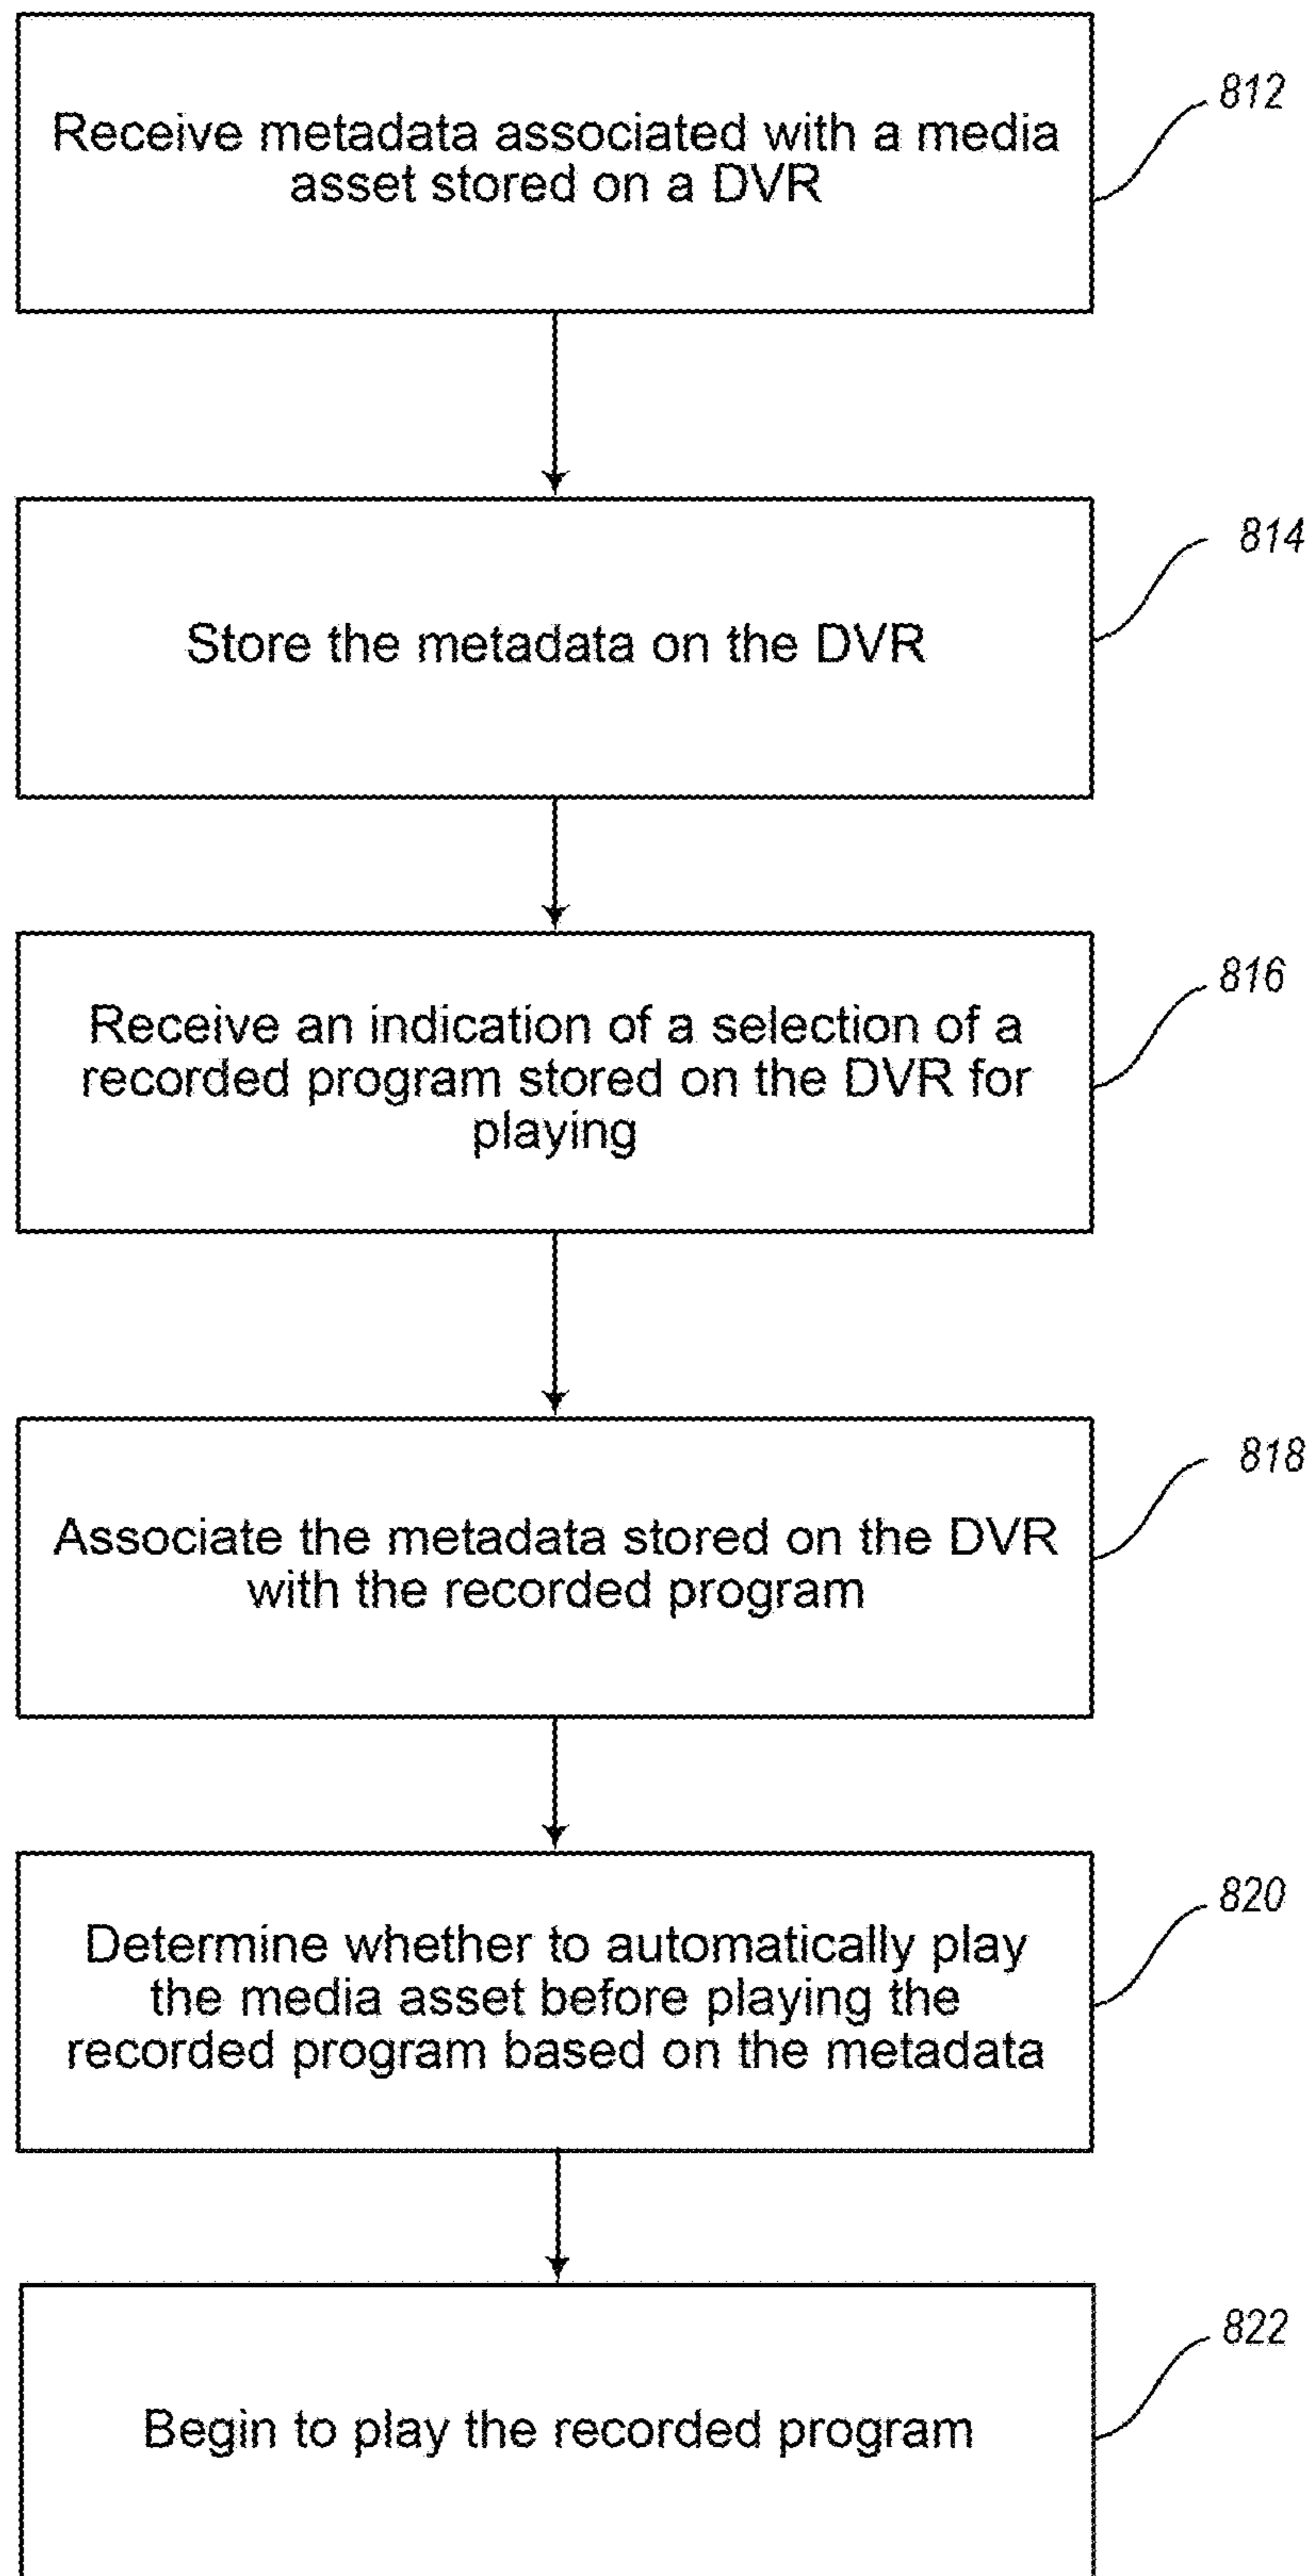 Receive metadata associated with a media
asset stored on a DVR
812
Store the metadata on the DVR
814
Receive an indication of a selection of a
recorded program stored on the DVR for
playing
816
Associate the metadata stored on the DVR
with the recorded program
818
Determine whether to automatically play
the media asset before playing the
recorded program based on the metadata
820
Begin to play the recorded program
822